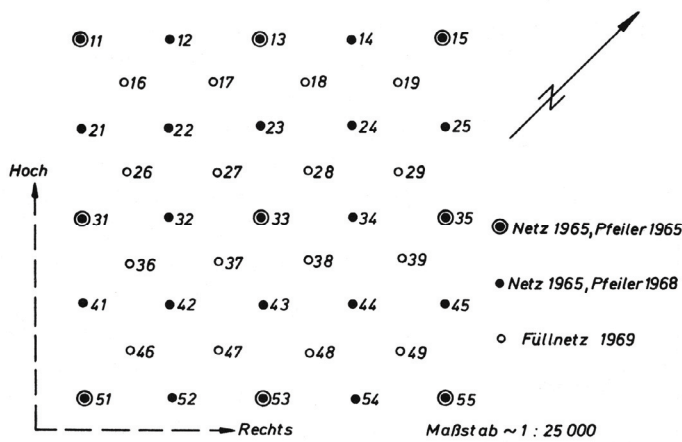 11 12 13 14 15
16 17 18 19
21 22 23 24 25
Hoch
26 27 28 29
31 32 33 34 35
Netz 1965, Pfeiler 1965
36 37 38 39
Netz 1965, Pfeiler 1968
41 42 43 44 45
Füllnetz 1969
46 47 48 49
51 52 53 54 55
Rechts
Maßstab ~ 1 : 25 000